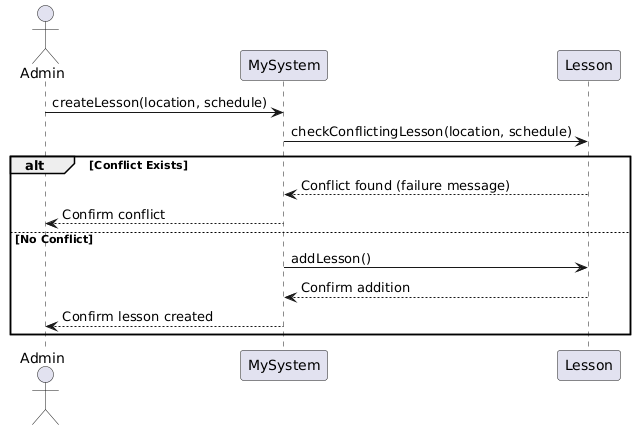 Admin
MySystem
Lesson
createLesson(location, schedule)
checkConflictingLesson(location, schedule)
alt
[Conflict Exists]
Conflict found (failure message)
Confirm conflict
[No Conflict]
addLesson()
Confirm addition
Confirm lesson created
Admin
MySystem
Lesson